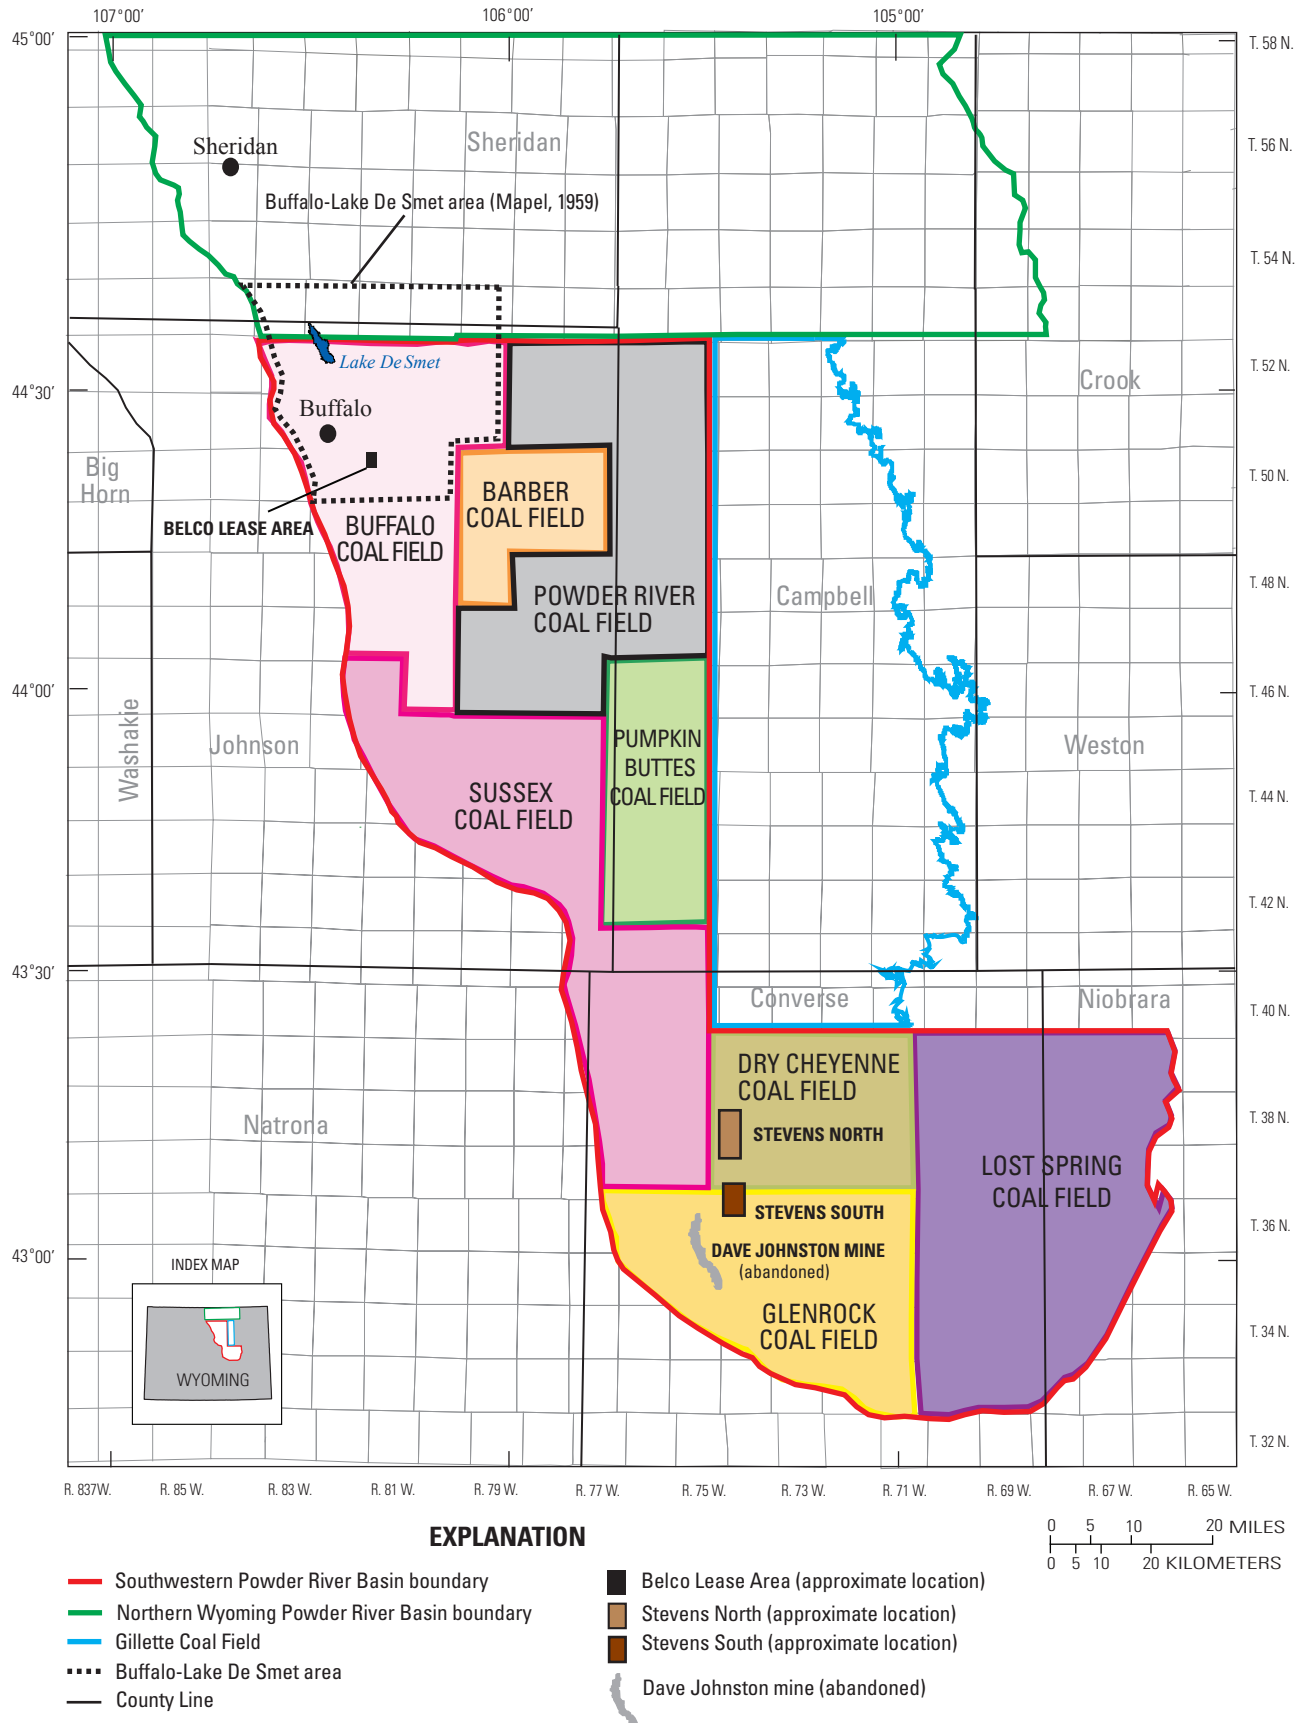 107°00′ 106°00′ 105°00′
45°00′
T. 58 N.
Sheridan
Sheridan
T. 56 N.
Buffalo-Lake De Smet area (Mapel, 1959)
T. 54 N.
Lake De Smet
T. 52 N.
44°30′
Crook
Buffalo
Big
Horn
T. 50 N.
BARBER
COAL FIELD
BELCO LEASE AREA
BUFFALO
COAL FIELD
T. 48 N.
POWDER RIVER
COAL FIELD
Campbell
44°00′
T. 46 N.
Washakie
Johnson
PUMPKIN
BUTTES
COAL FIELD
Weston
SUSSEX
COAL FIELD
T. 44 N.
T. 42 N.
43°30′
Converse
Niobrara
T. 40 N.
DRY CHEYENNE
COAL FIELD
Natrona
STEVENS NORTH
T. 38 N.
LOST SPRING
COAL FIELD
STEVENS SOUTH
T. 36 N.
43°00′
DAVE JOHNSTON MINE
(abandoned)
INDEX MAP
GLENROCK
COAL FIELD
T. 34 N.
WYOMING
T. 32 N.
R. 837W. R. 85 W. R. 83 W. R. 81 W. R. 79 W. R. 77 W. R. 75 W. R. 73 W. R. 71 W. R. 69 W. R. 67 W. R. 65 W.
EXPLANATION
0 5 10 20 MILES
0 5 10 20 KILOMETERS
Southwestern Powder River Basin boundary
Northern Wyoming Powder River Basin boundary
Gillette Coal Field
Buffalo-Lake De Smet area
County Line
Belco Lease Area (approximate location)
Stevens North (approximate location)
Stevens South (approximate location)
Dave Johnston mine (abandoned)